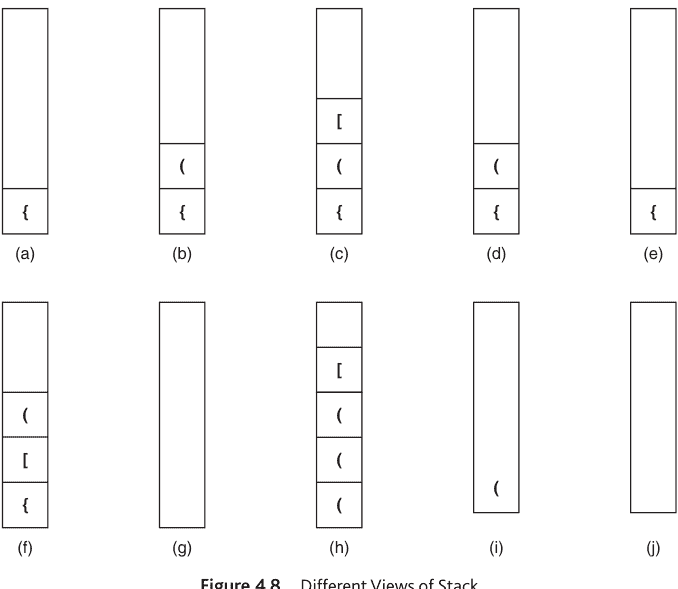 [
( ( (
{ { { { {
(a) (b) (c) (d) (e)
[
( (
[ (
{ ( (
(f) (g) (h) (i) (j)
Figure 4.8 Different Views of Stack